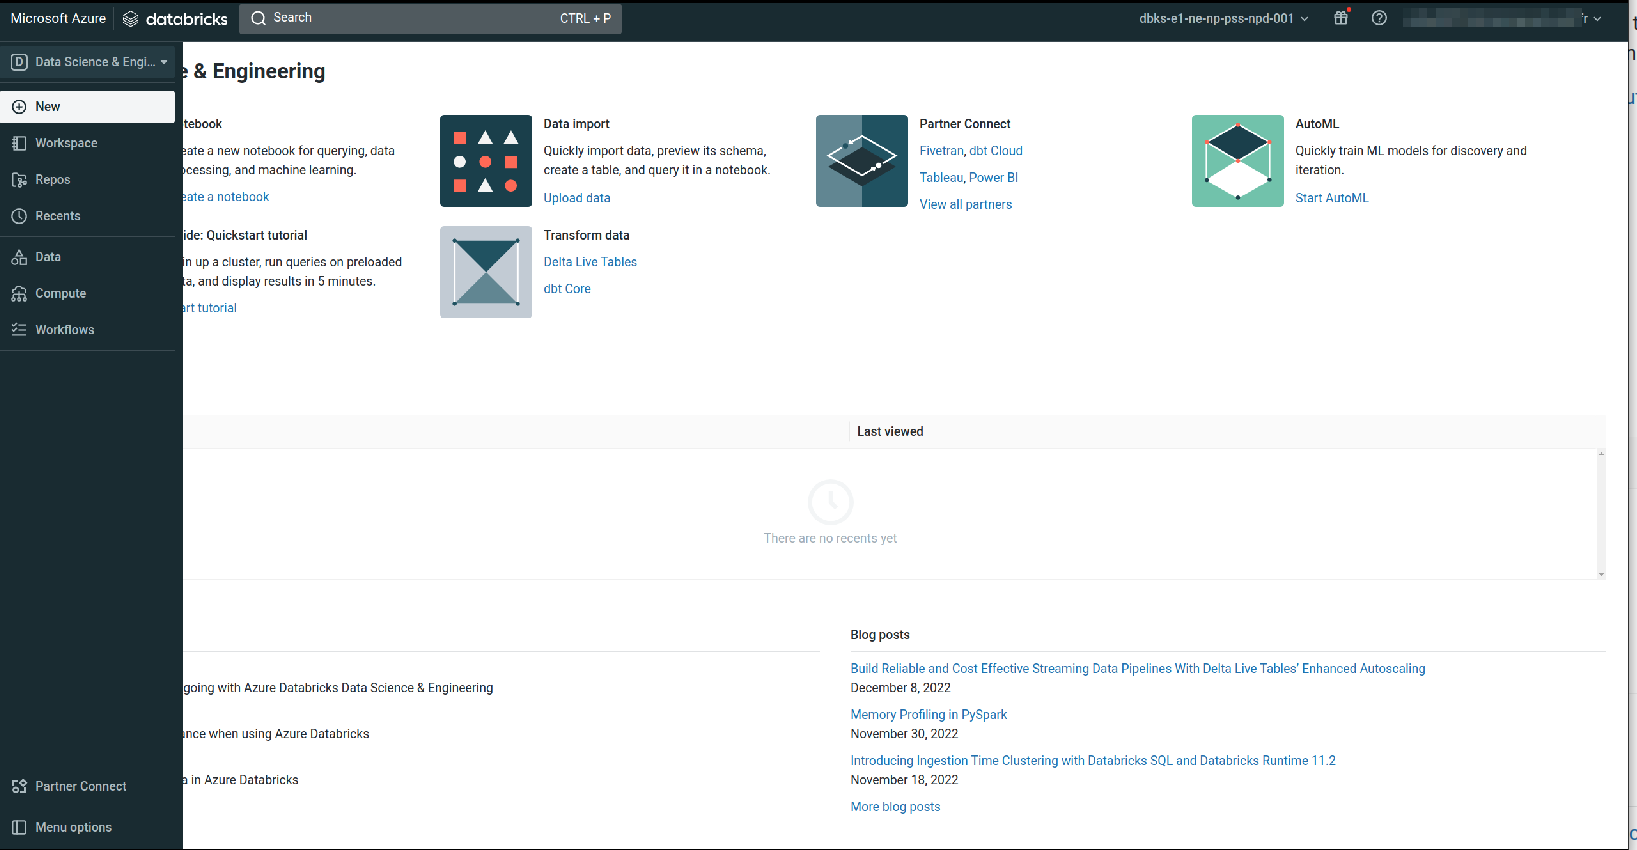 Microsoft Azure
databricks
Search
CTRL + P
dbks-e1-ne-np-pss-npd-001
D
Data Science & Engi...
New
Workspace
Repos
Recents
Data
Compute
Workflows
Partner Connect
Menu options
e & Engineering
tebook
eate a new notebook for querying, data
ocessing, and machine learning.
eate a notebook
Data import
Quickly import data, preview its schema,
create a table, and query it in a notebook.
Upload data
Partner Connect
Fivetran, dbt Cloud
Tableau, Power BI
View all partners
AutoML
Quickly train ML models for discovery and
iteration.
Start AutoML
ide: Quickstart tutorial
in up a cluster, run queries on preloaded
ta, and display results in 5 minutes.
art tutorial
Transform data
Delta Live Tables
dbt Core
Last viewed
There are no recents yet
going with Azure Databricks Data Science & Engineering
ance when using Azure Databricks
a in Azure Databricks
Blog posts
Build Reliable and Cost Effective Streaming Data Pipelines With Delta Live Tables' Enhanced Autoscaling
December 8, 2022
Memory Profiling in PySpark
November 30, 2022
Introducing Ingestion Time Clustering with Databricks SQL and Databricks Runtime 11.2
November 18, 2022
More blog posts